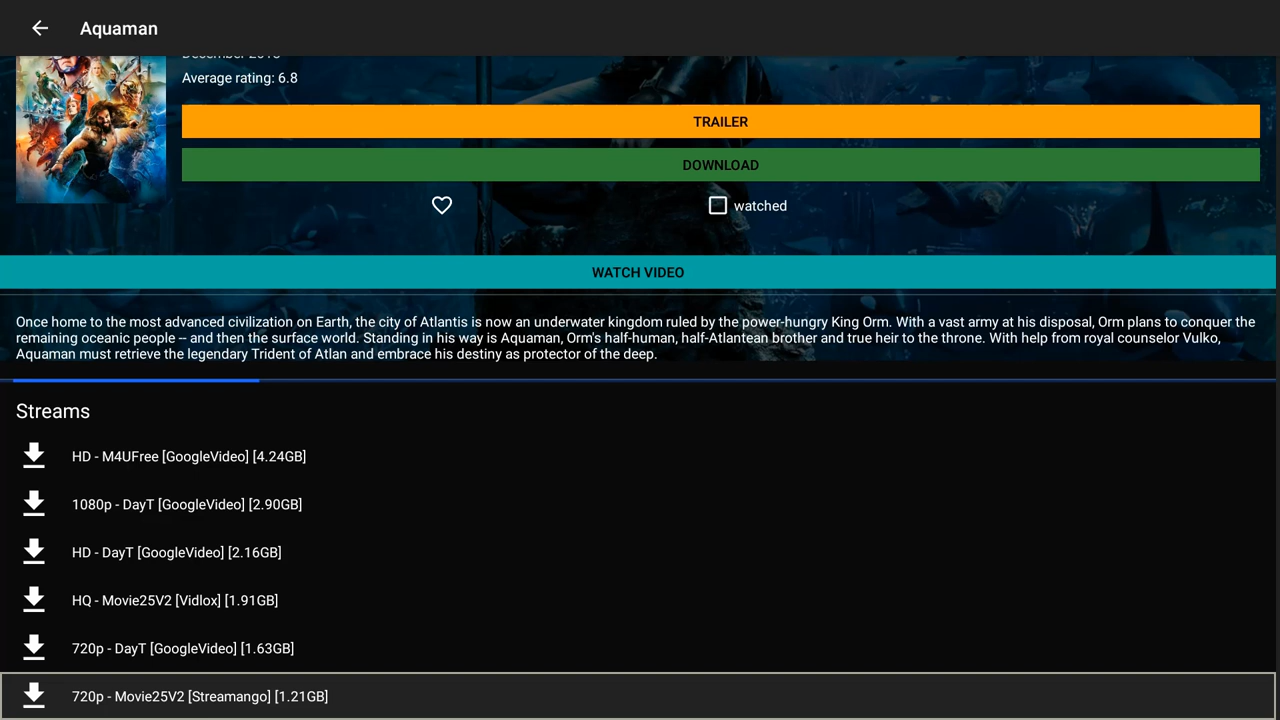 Aquaman
December 2018
Average rating: 6.8
TRAILER
DOWNLOAD
watched
WATCH VIDEO
Once home to the most advanced civilization on Earth, the city of Atlantis is now an underwater kingdom ruled by the power-hungry King Orm. With a vast army at his disposal, Orm plans to conquer the
remaining oceanic people -- and then the surface world. Standing in his way is Aquaman, Orm's half-human, half-Atlantean brother and true heir to the throne. With help from royal counselor Vulko,
Aquaman must retrieve the legendary Trident of Atlan and embrace his destiny as protector of the deep.
Streams
HD - M4UFree [GoogleVideo] [4.24GB]
1080p - DayT [GoogleVideo] [2.90GB]
HD - DayT [GoogleVideo] [2.16GB]
HQ - Movie25V2 [Vidlox] [1.91GB]
720p - DayT [GoogleVideo] [1.63GB]
720p - Movie25V2 [Streamango] [1.21GB]